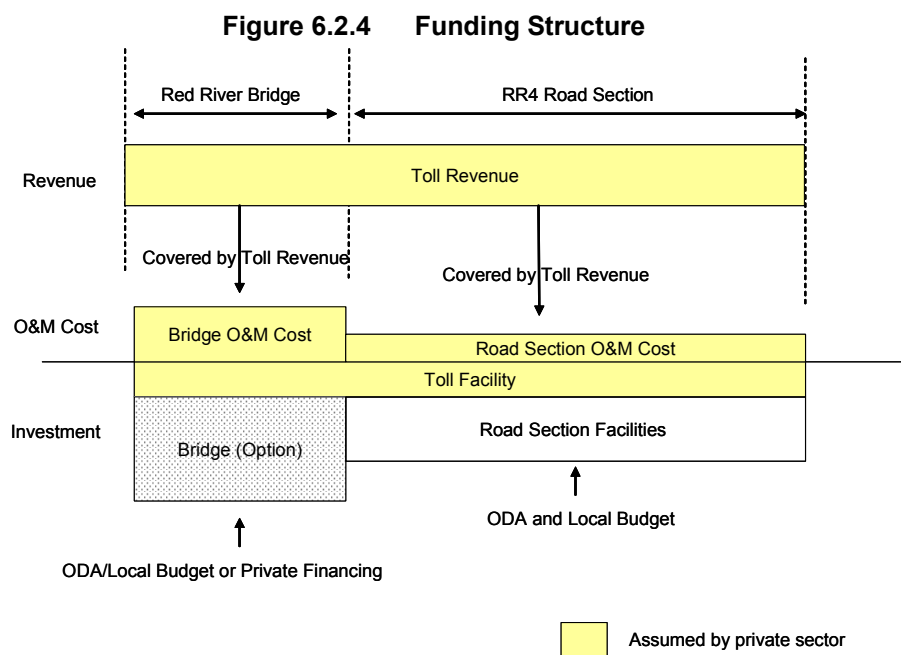 Figure 6.2.4 Funding Structure
Red River Bridge
RR4 Road Section
Revenue
Toll Revenue
Covered by Toll Revenue
Covered by Toll Revenue
O&M Cost
Bridge O&M Cost
Road Section O&M Cost
Toll Facility
Investment
Bridge (Option)
Road Section Facilities
ODA and Local Budget
ODA/Local Budget or Private Financing
Assumed by private sector